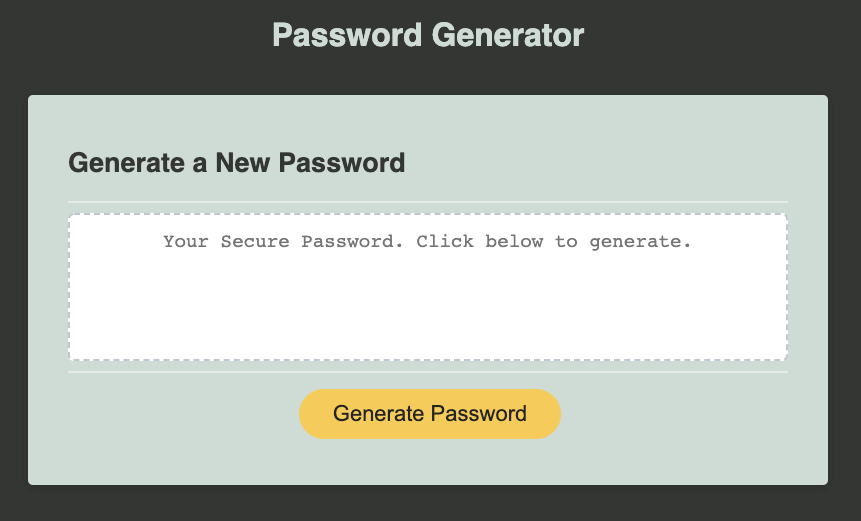 Password Generator
Generate a New Password
Your Secure Password. Click below to generate.
Generate Password